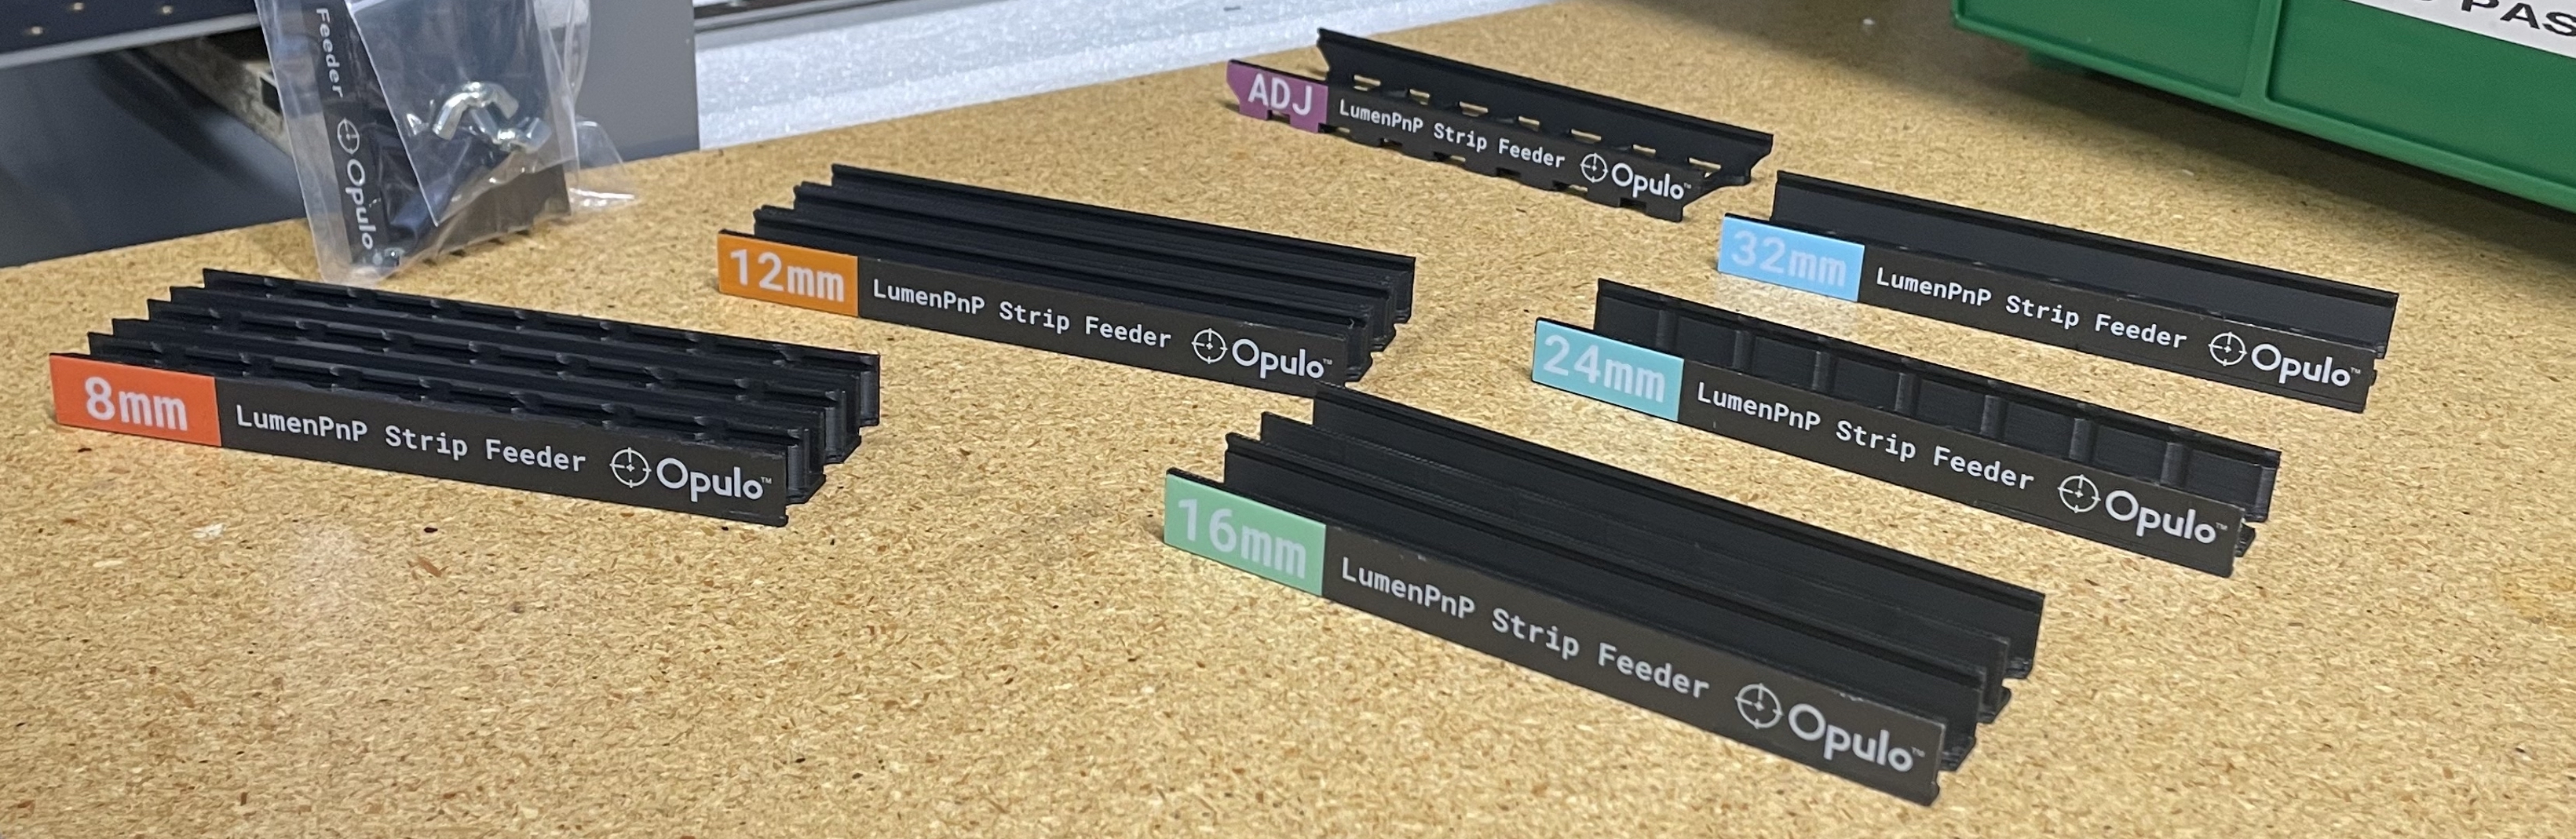 Feeder Opulo
ADJ LumenPnP Strip Feeder Opulo™
12mm LumenPnP Strip Feeder Opulo™
32mm LumenPnP Strip Feeder Opulo™
8mm LumenPnP Strip Feeder Opulo™
24mm LumenPnP Strip Feeder Opulo™
16mm LumenPnP Strip Feeder Opulo™